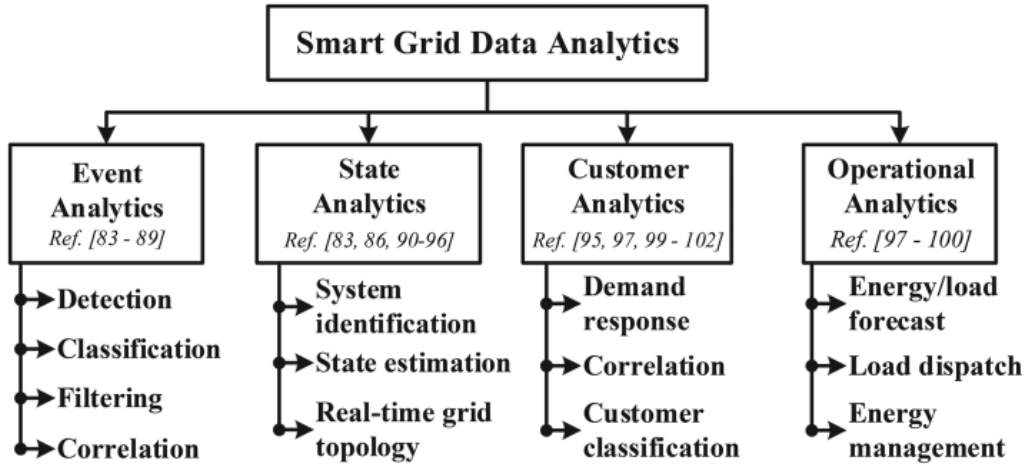 Smart Grid Data Analytics
Event
Analytics
Ref. [83 - 89]
Detection
Classification
Filtering
Correlation
State
Analytics
Ref. [83, 86, 90-96]
System
identification
State estimation
Real-time grid
topology
Customer
Analytics
Ref. [95, 97, 99 - 102]
Demand
response
Correlation
Customer
classification
Operational
Analytics
Ref. [97 - 100]
Energy/load
forecast
Load dispatch
Energy
management